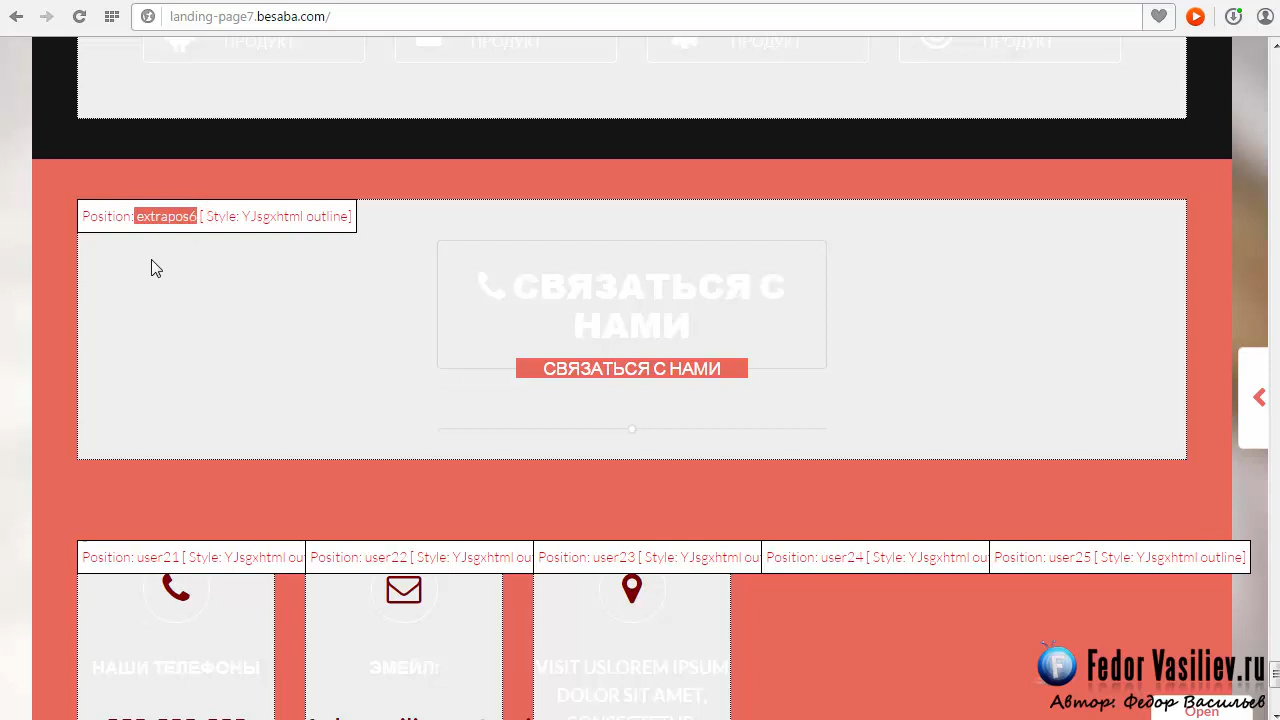 landing-page7.besaba.com/
ПРОДУКТ
ПРОДУКТ
ПРОДУКТ
ПРОДУКТ
Position: extrapos6 [ Style: YJsgxhtml outline]
СВЯЗАТЬСЯ С
НАМИ
СВЯЗАТЬСЯ С НАМИ
Position: user21 [ Style: YJsgxhtml out
Position: user22 [ Style: YJsgxhtml ou
Position: user23 [ Style: YJsgxhtml ou
Position: user24 [ Style: YJsgxhtml ou
Position: user25 [ Style: YJsgxhtml outline]
НАШИ ТЕЛЕФОНЫ
ЭМЕЙЛ:
VISIT USLOREM IPSUM
DOLOR SIT AMET,
Fedor Vasiliev.ru
Автор: Федор Васильев
Open